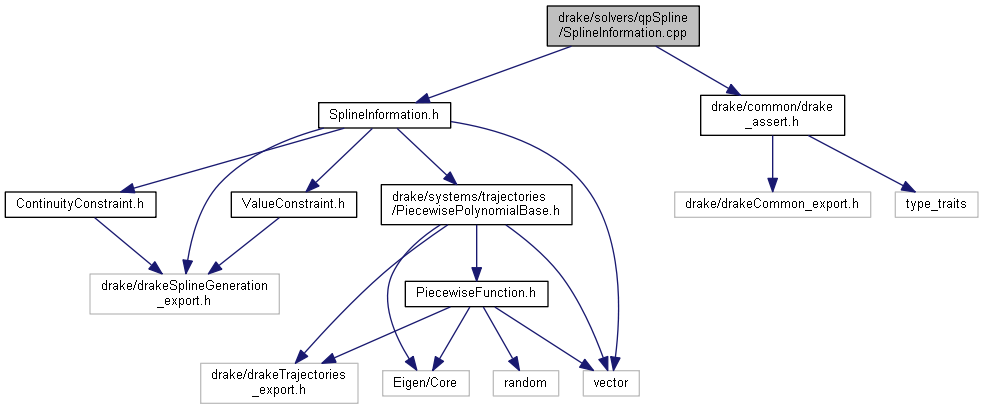 drake/solvers/qpSpline
/SplineInformation.cpp
SplineInformation.h
drake/common/drake
_assert.h
ContinuityConstraint.h
ValueConstraint.h
drake/systems/trajectories
/PiecewisePolynomialBase.h
drake/drakeCommon_export.h
type_traits
drake/drakeSplineGeneration
_export.h
PiecewiseFunction.h
drake/drakeTrajectories
_export.h
Eigen/Core
random
vector